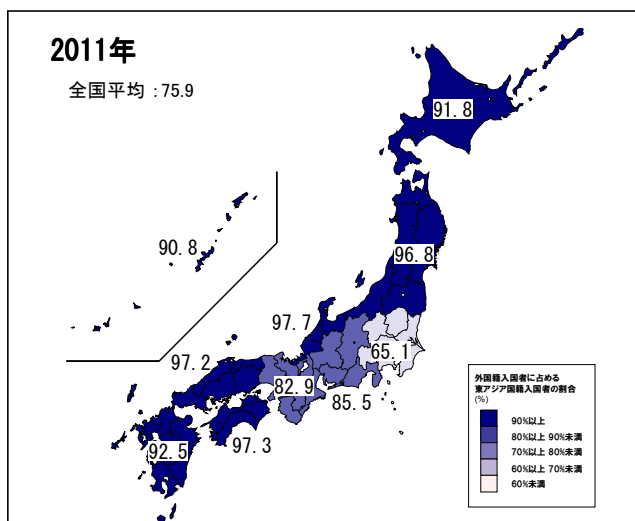 2011年
全国平均 : 75.9
91.8
90.8
96.8
97.7
65.1
97.2
82.9
85.5
92.5
97.3
外国籍入国者に占める
東アジア国籍入国者の割合
(%)
90%以上
80%以上 90%未満
70%以上 80%未満
60%以上 70%未満
60%未満